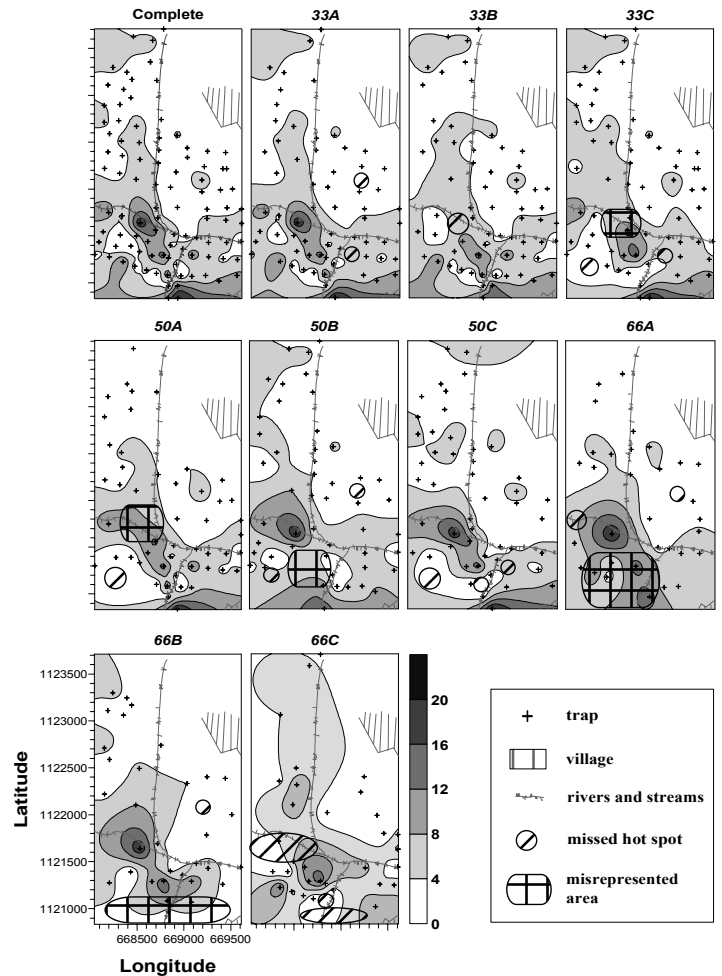 Complete 33A 33B 33C
50A 50B 50C 66A
66B 66C
1123500
1123000
1122500
1122000
1121500
1121000
Latitude
668500 669000 669500
Longitude
20
16
12
8
4
0
trap
village
rivers and streams
missed hot spot
misrepresented
area